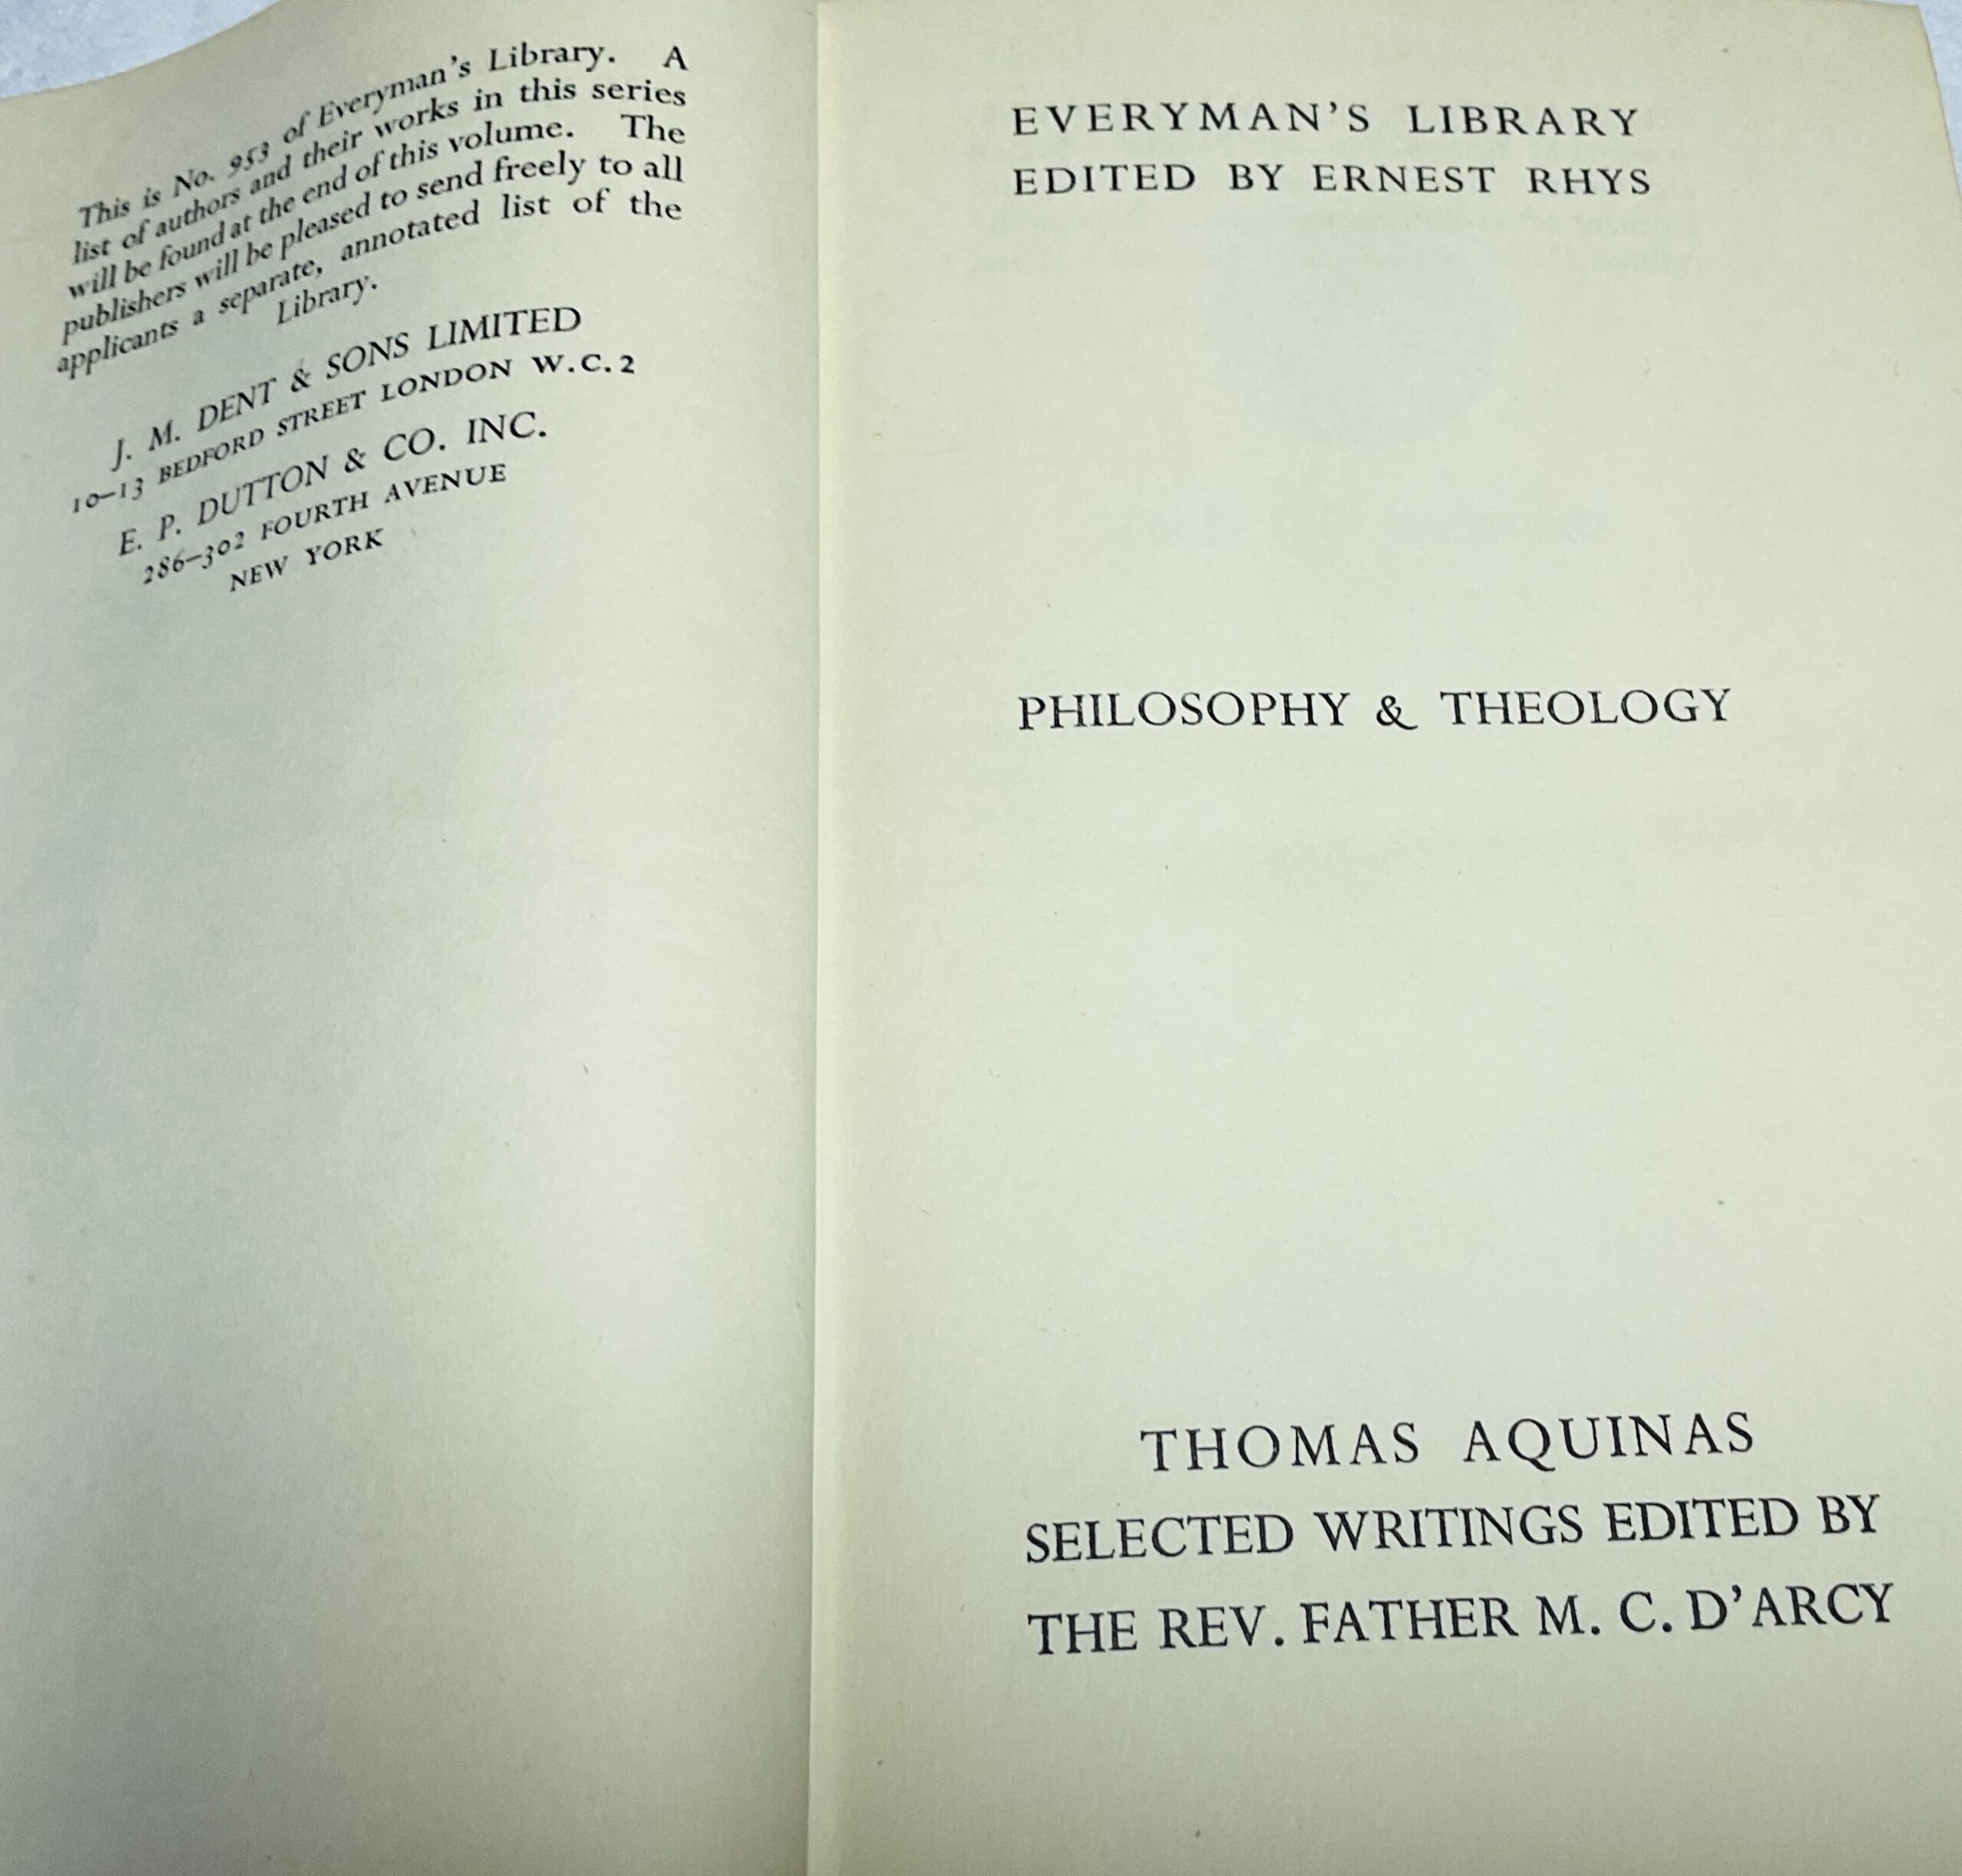 This is No. 953 of Everyman's Library. A
list of authors and their works in this series
will be found at the end of this volume. The
publishers will be pleased to send freely to all
applicants a separate, annotated list of the
Library.
J. M. DENT & SONS LIMITED
10–13 BEDFORD STREET LONDON W.C.2
E. P. DUTTON & CO. INC.
286–302 FOURTH AVENUE
NEW YORK
EVERYMAN'S LIBRARY
EDITED BY ERNEST RHYS
PHILOSOPHY & THEOLOGY
THOMAS AQUINAS
SELECTED WRITINGS EDITED BY
THE REV. FATHER M. C. D'ARCY